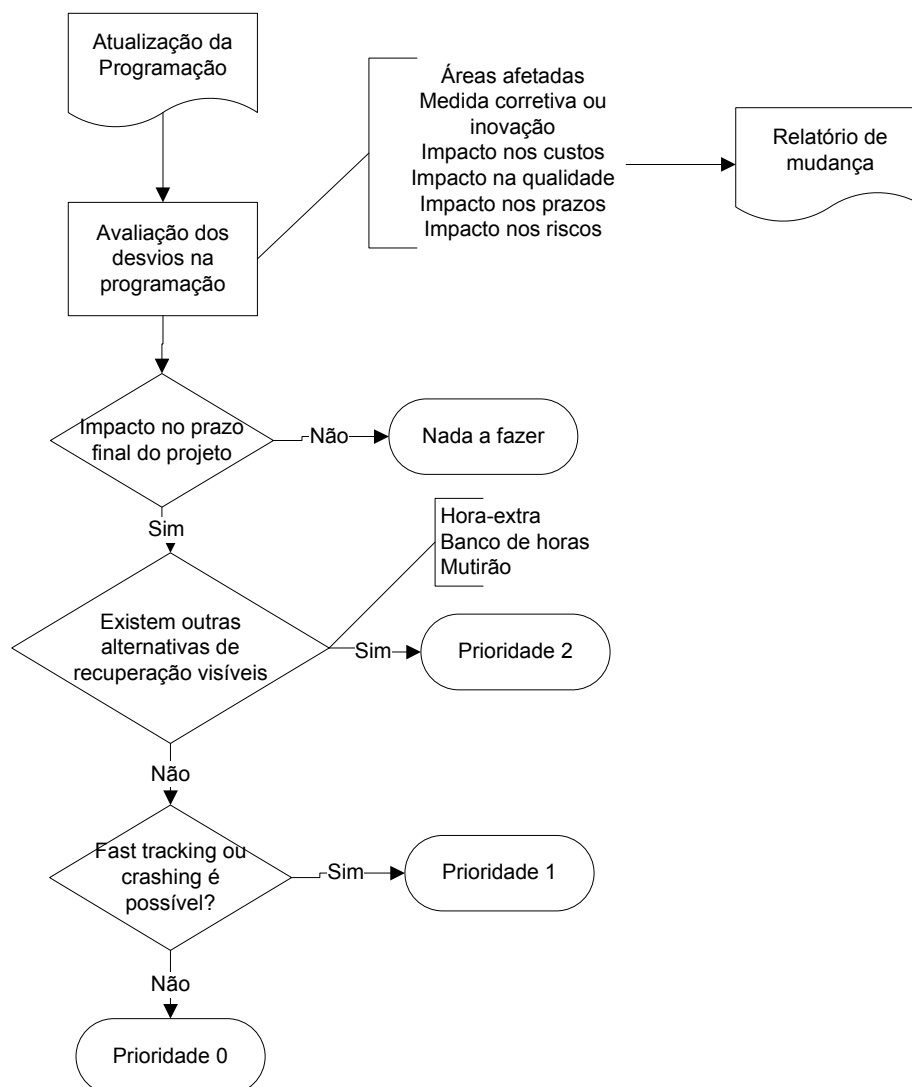 Atualização da
Programação
Áreas afetadas
Medida corretiva ou
inovação
Impacto nos custos
Impacto na qualidade
Impacto nos prazos
Impacto nos riscos
Relatório de
mudança
Avaliação dos
desvios na
programação
Impacto no prazo
final do projeto
Não
Nada a fazer
Sim
Hora-extra
Banco de horas
Mutirão
Existem outras
alternativas de
recuperação visíveis
Sim
Prioridade 2
Não
Fast tracking ou
crashing é
possível?
Sim
Prioridade 1
Não
Prioridade 0